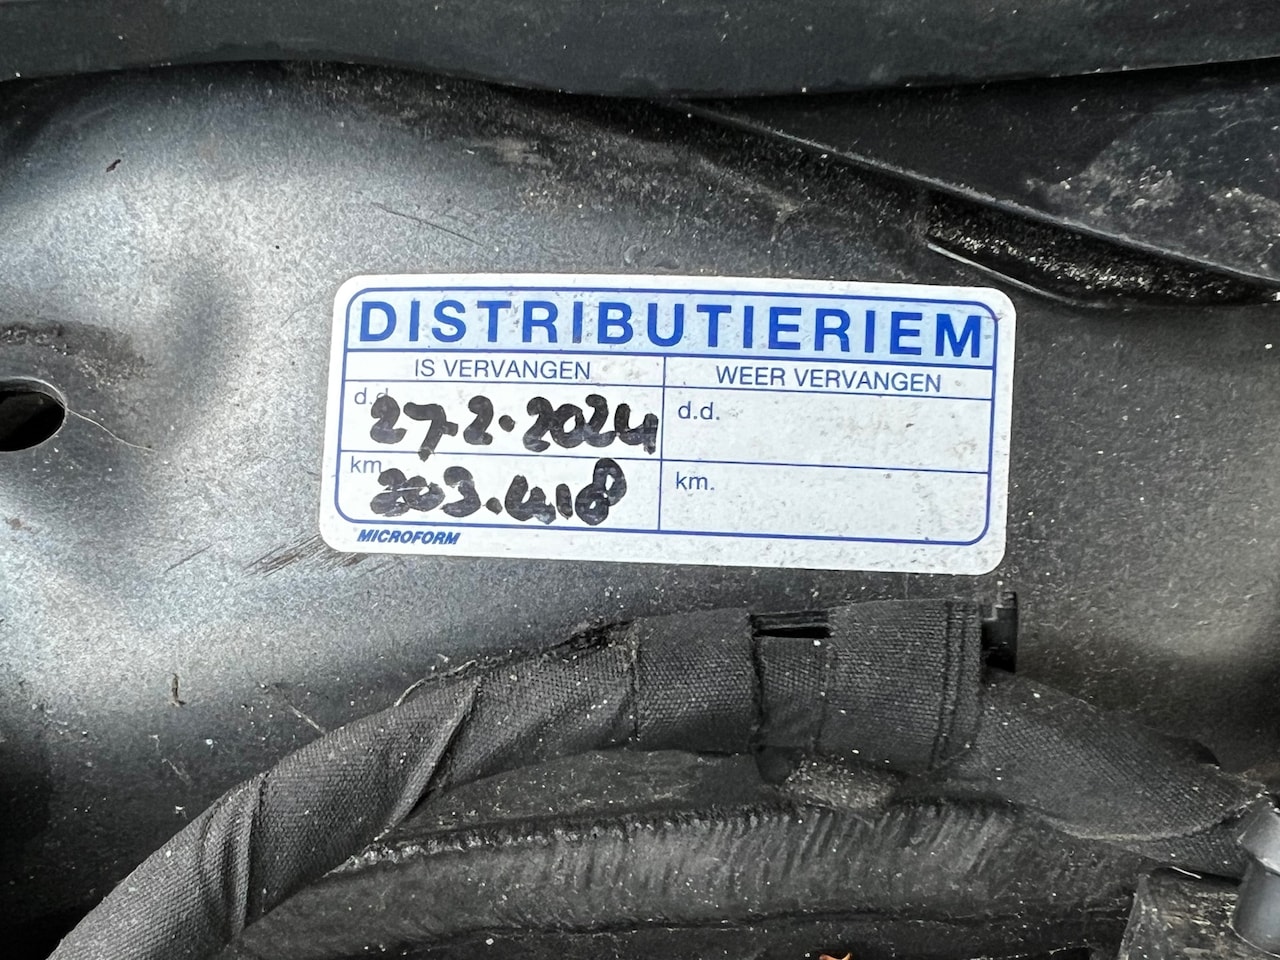 DISTRIBUTIERIEM
IS VERVANGEN WEER VERVANGEN
d.d. 27.2.2024 d.d.
km 203.418 km.
MICROFORM